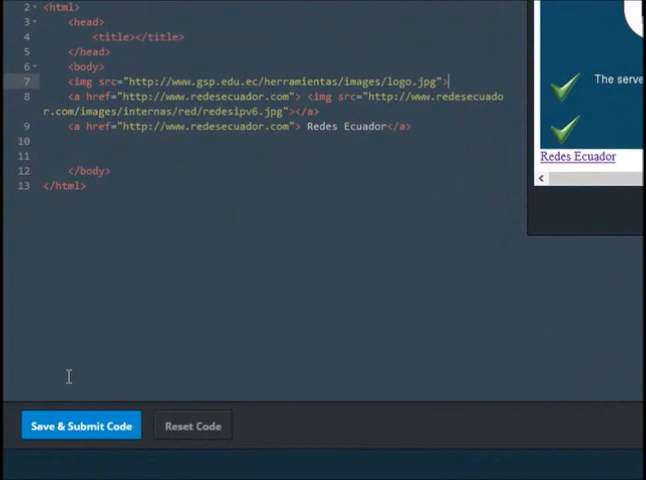 2 <html>
3 <head>
4 <title></title>
5 </head>
6 <body>
7 <img src="http://www.gsp.edu.ec/herramientas/images/logo.jpg">
8 <a href="http://www.redesecuador.com"> <img src="http://www.redesecuado
r.com/images/internas/red/redesipv6.jpg"></a>
9 <a href="http://www.redesecuador.com"> Redes Ecuador</a>
10
11
12 </body>
13 </html>
The serve
Redes Ecuador
Save & Submit Code
Reset Code